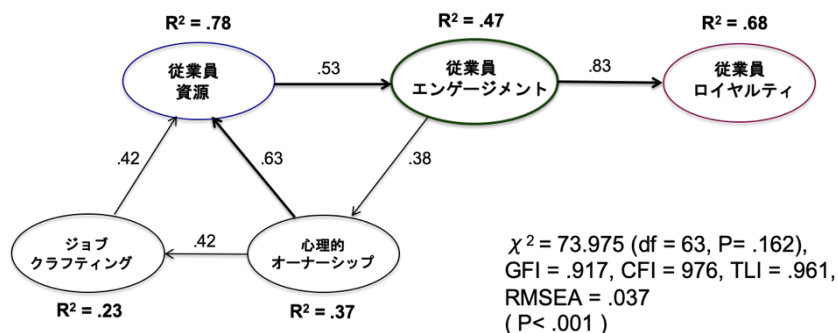 R² = .78
R² = .47
R² = .68
従業員
資源
.53
従業員
エンゲージメント
.83
従業員
ロイヤルティ
.42
.63
.38
ジョブ
クラフティング
.42
心理的
オーナーシップ
R² = .23
R² = .37
χ² = 73.975 (df = 63, P= .162),
GFI = .917, CFI = 976, TLI = .961,
RMSEA = .037
( P< .001 )